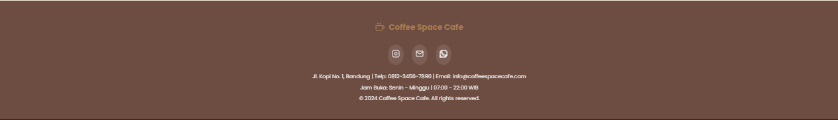 Coffee Space Cafe
Jl. Kopi No. 1, Bandung | Telp: 0812-3456-7890 | Email: info@coffeespacecafe.com
Jam Buka: Senin - Minggu | 07:00 - 22:00 WIB
© 2024 Coffee Space Cafe. All rights reserved.